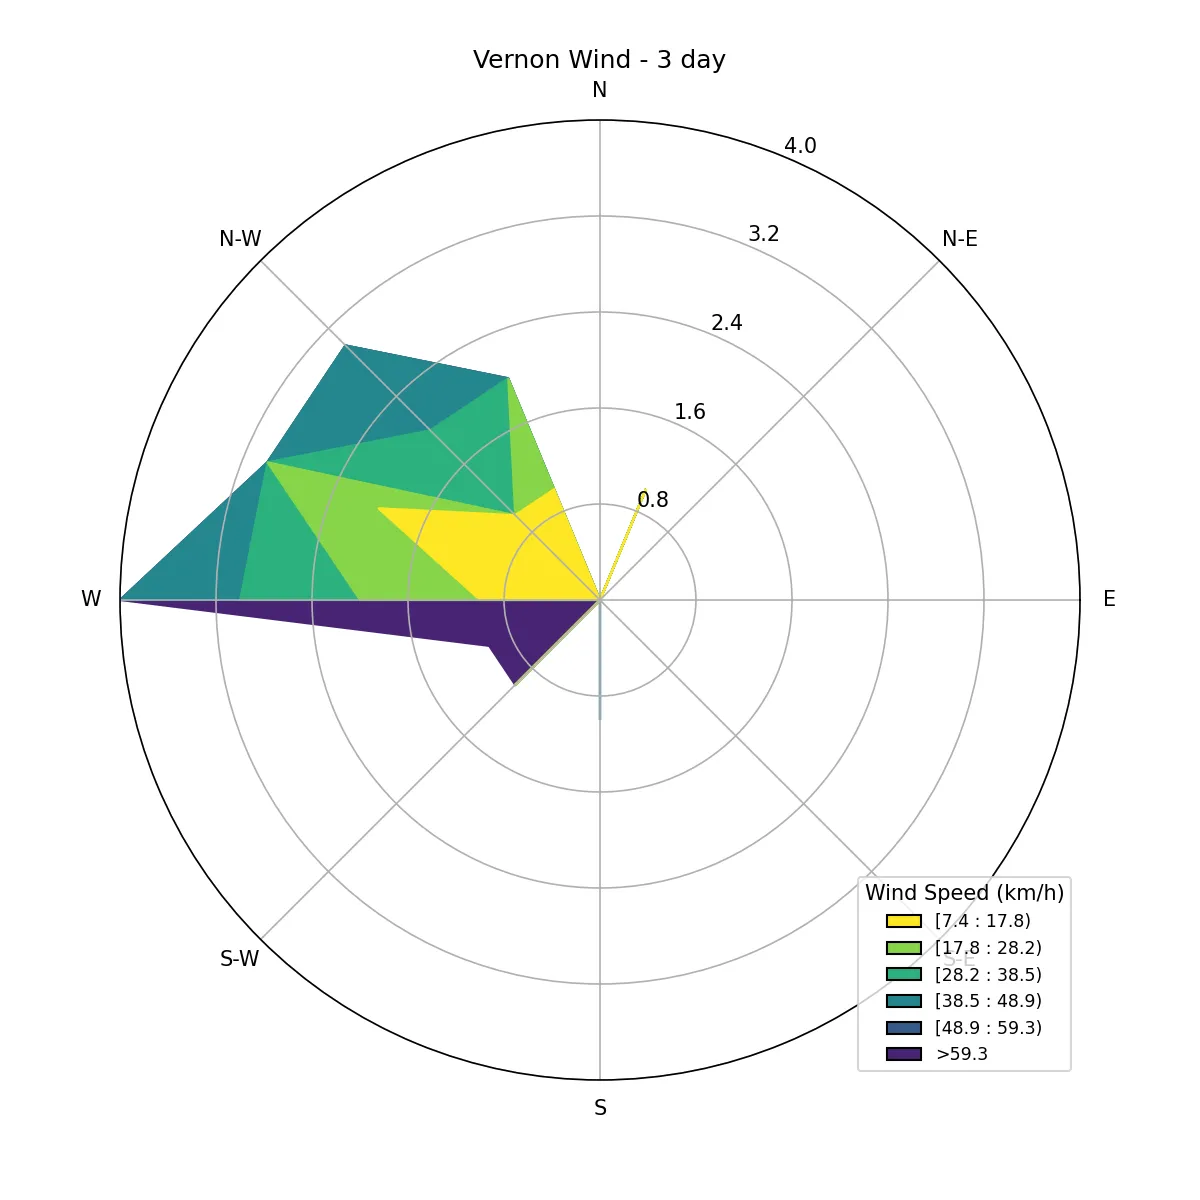 Vernon Wind - 3 day
N
4.0
N-W
3.2
N-E
2.4
1.6
0.8
W
E
S-W
S-E
S
Wind Speed (km/h)
[7.4 : 17.8)
[17.8 : 28.2)
[28.2 : 38.5)
[38.5 : 48.9)
[48.9 : 59.3)
>59.3